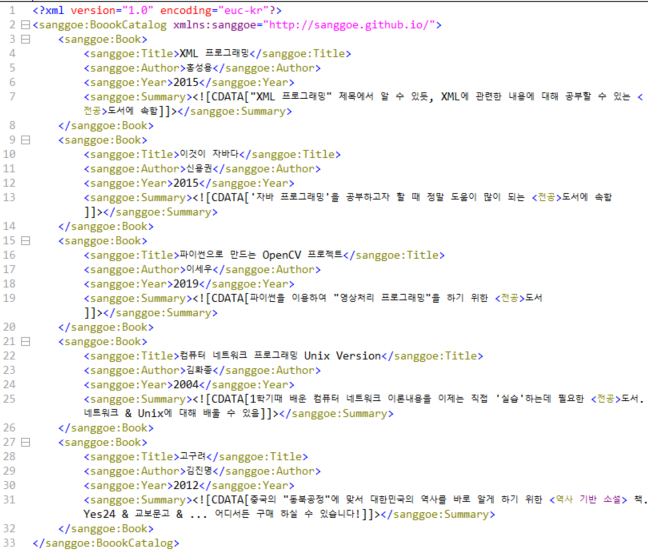 1 <?xml version="1.0" encoding="euc-kr"?>
2 <sanggoe:BoookCatalog xmlns:sanggoe="http://sanggoe.github.io/">
3 <sanggoe:Book>
4 <sanggoe:Title>XML 프로그래밍</sanggoe:Title>
5 <sanggoe:Author>홍성용</sanggoe:Author>
6 <sanggoe:Year>2015</sanggoe:Year>
7 <sanggoe:Summary><![CDATA["XML 프로그래밍" 제목에서 알 수 있듯, XML에 관련한 내용에 대해 공부할 수 있는 <
전공>도서에 속함]]></sanggoe:Summary>
8 </sanggoe:Book>
9 <sanggoe:Book>
10 <sanggoe:Title>이것이 자바다</sanggoe:Title>
11 <sanggoe:Author>신용권</sanggoe:Author>
12 <sanggoe:Year>2015</sanggoe:Year>
13 <sanggoe:Summary><![CDATA['자바 프로그래밍'을 공부하고자 할 때 정말 도움이 많이 되는 <전공>도서에 속함
]]></sanggoe:Summary>
14 </sanggoe:Book>
15 <sanggoe:Book>
16 <sanggoe:Title>파이썬으로 만드는 OpenCV 프로젝트</sanggoe:Title>
17 <sanggoe:Author>이세우</sanggoe:Author>
18 <sanggoe:Year>2019</sanggoe:Year>
19 <sanggoe:Summary><![CDATA[파이썬을 이용하여 "영상처리 프로그래밍"을 하기 위한 <전공>도서
]]></sanggoe:Summary>
20 </sanggoe:Book>
21 <sanggoe:Book>
22 <sanggoe:Title>컴퓨터 네트워크 프로그래밍 Unix Version</sanggoe:Title>
23 <sanggoe:Author>김화종</sanggoe:Author>
24 <sanggoe:Year>2004</sanggoe:Year>
25 <sanggoe:Summary><![CDATA[1학기때 배운 컴퓨터 네트워크 이론내용을 이제는 직접 '실습'하는데 필요한 <전공>도서.
네트워크 & Unix에 대해 배울 수 있음]]></sanggoe:Summary>
26 </sanggoe:Book>
27 <sanggoe:Book>
28 <sanggoe:Title>고구려</sanggoe:Title>
29 <sanggoe:Author>김진명</sanggoe:Author>
30 <sanggoe:Year>2012</sanggoe:Year>
31 <sanggoe:Summary><![CDATA[중국의 "동북공정"에 맞서 대한민국의 역사를 바로 알게 하기 위한 <역사 기반 소설> 책.
Yes24 & 교보문고 & ... 어디서든 구매 하실 수 있습니다!]]></sanggoe:Summary>
32 </sanggoe:Book>
33 </sanggoe:BoookCatalog>